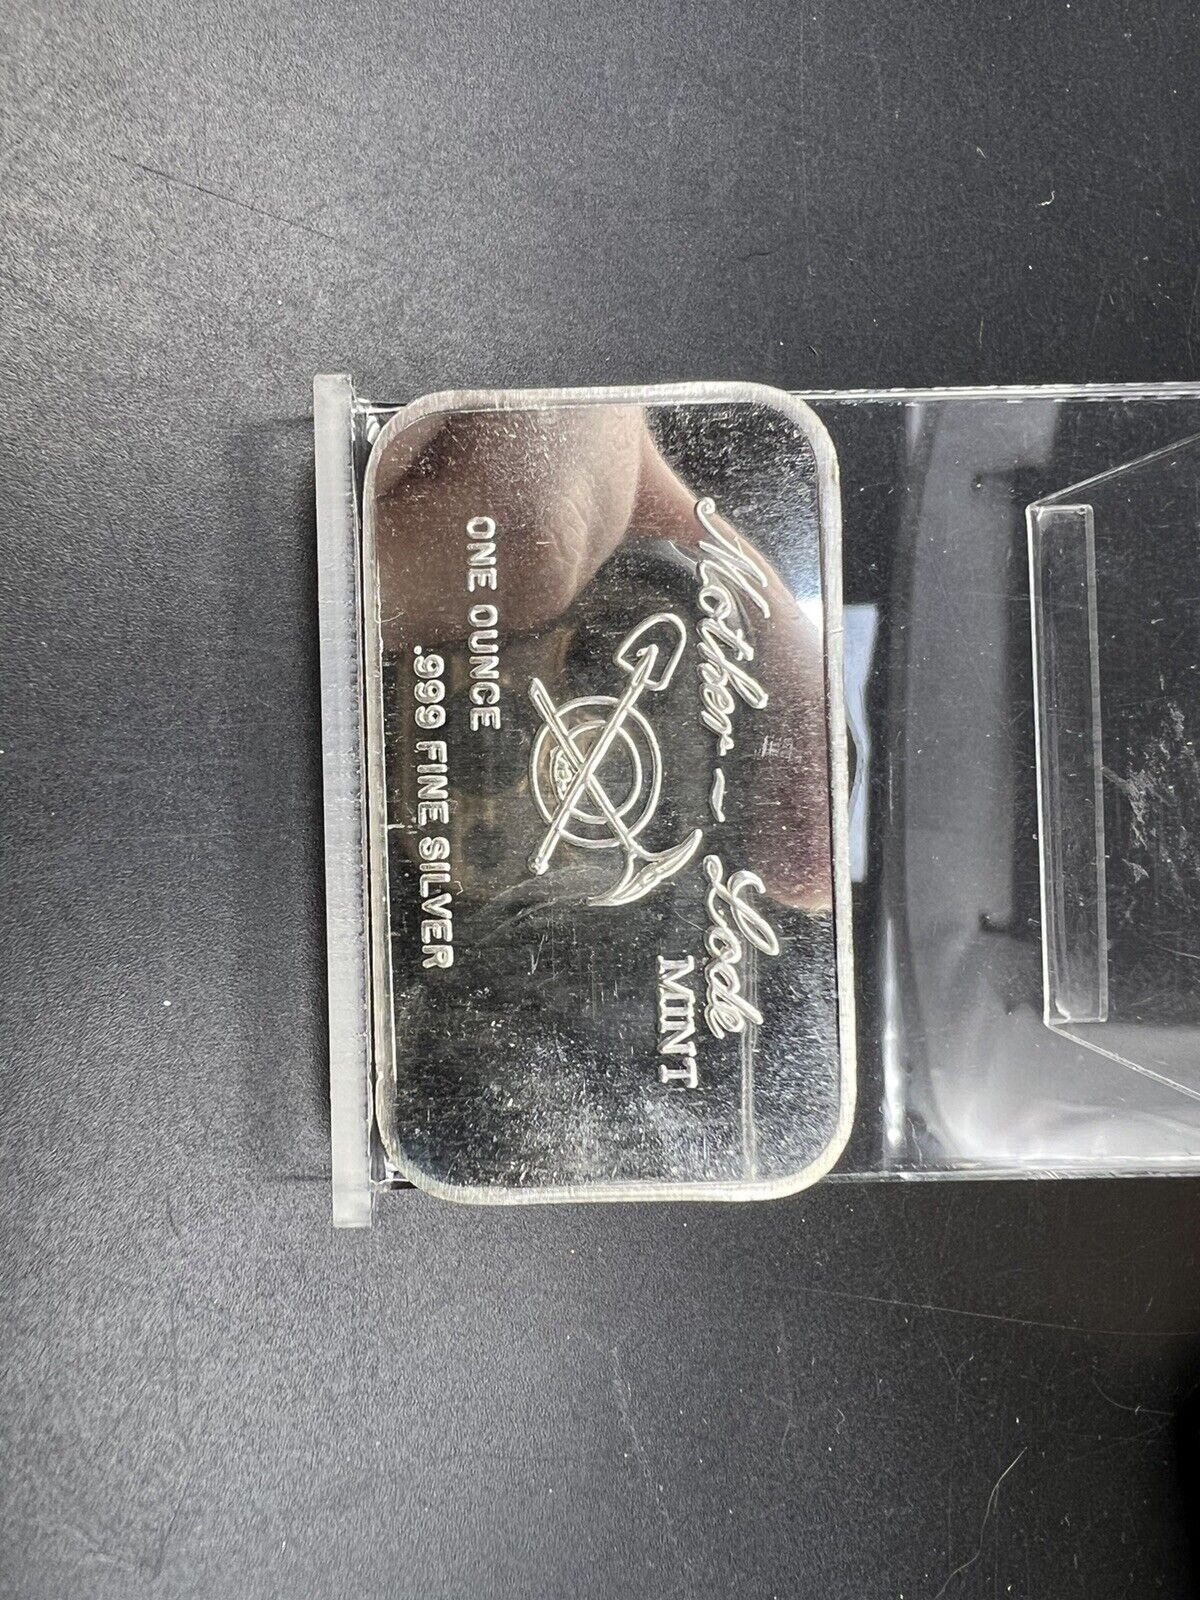 Mother~Lode
MINT
ONE OUNCE
.999 FINE SILVER